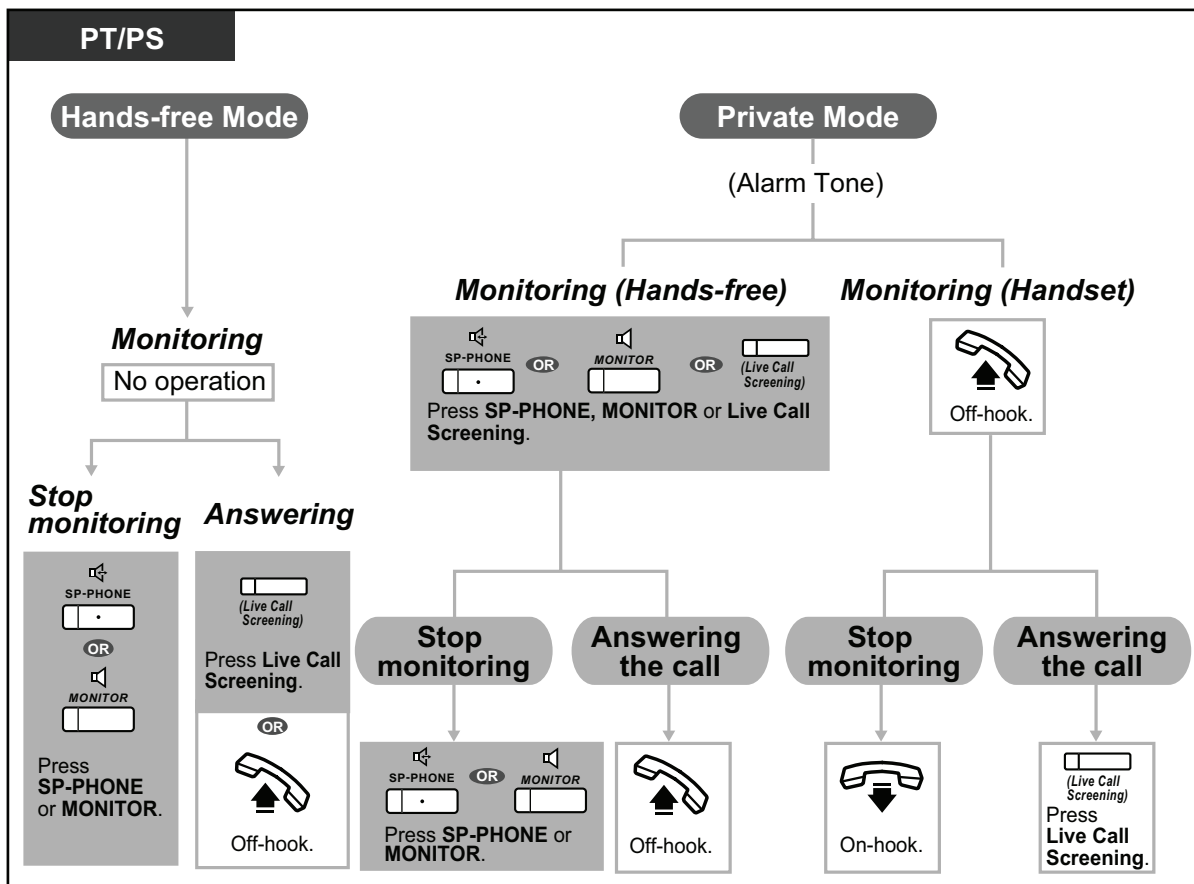 PT/PS
Hands-free Mode
Monitoring
No operation
Stop
monitoring
SP-PHONE
OR
MONITOR
Press
SP-PHONE
or MONITOR.
Answering
(Live Call
Screening)
Press Live Call
Screening.
OR
Off-hook.
Private Mode
(Alarm Tone)
Monitoring (Hands-free)
SP-PHONE
OR
MONITOR
OR
(Live Call
Screening)
Press SP-PHONE, MONITOR or Live Call
Screening.
Stop
monitoring
SP-PHONE
OR
MONITOR
Press SP-PHONE or
MONITOR.
Answering
the call
Off-hook.
Monitoring (Handset)
Off-hook.
Stop
monitoring
On-hook.
Answering
the call
(Live Call
Screening)
Press
Live Call
Screening.